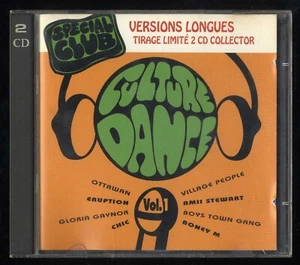 2
CD
SPECIAL
CLUB
VERSIONS LONGUES
TIRAGE LIMITÉ 2 CD COLLECTOR
CULTURE
DANCE
OTTAWAN
ERUPTION
GLORIA GAYNOR
CHIC
Vol.1
VILLAGE PEOPLE
AMII STEWART
BOYS TOWN GANG
BONEY M